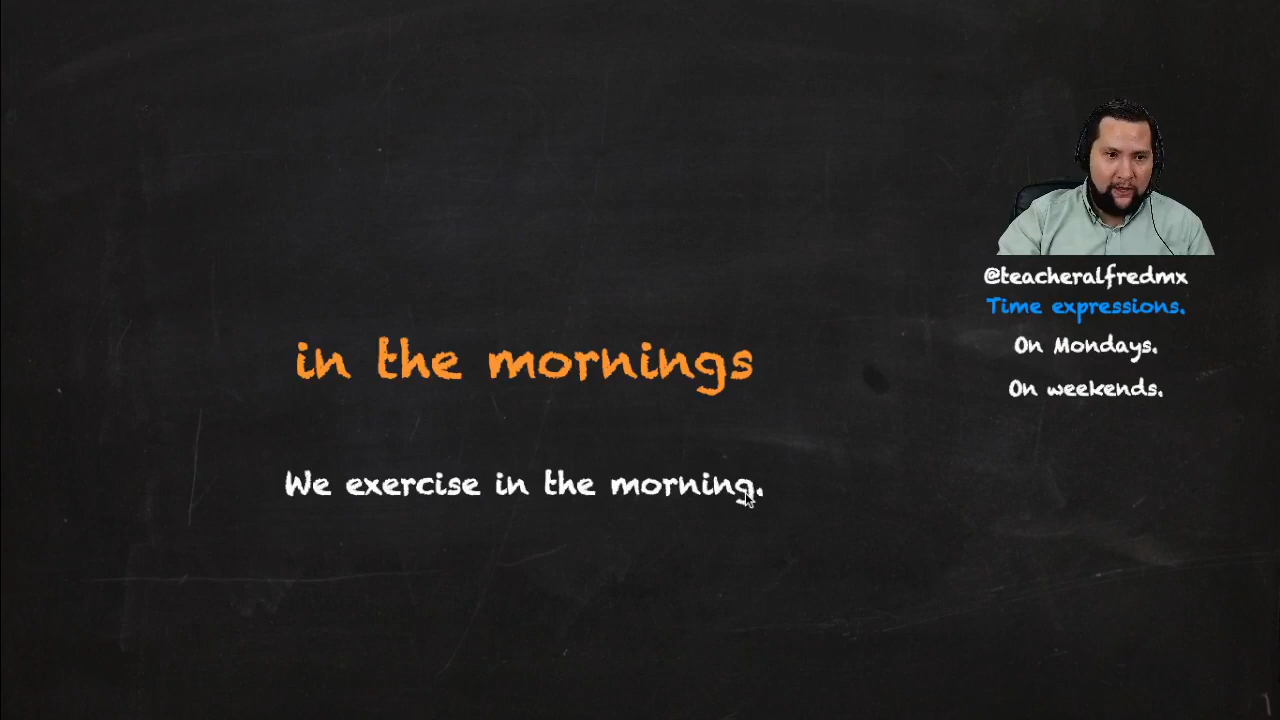 @teacheralfredmx
Time expressions.
On Mondays.
On weekends.
in the mornings
We exercise in the morning.